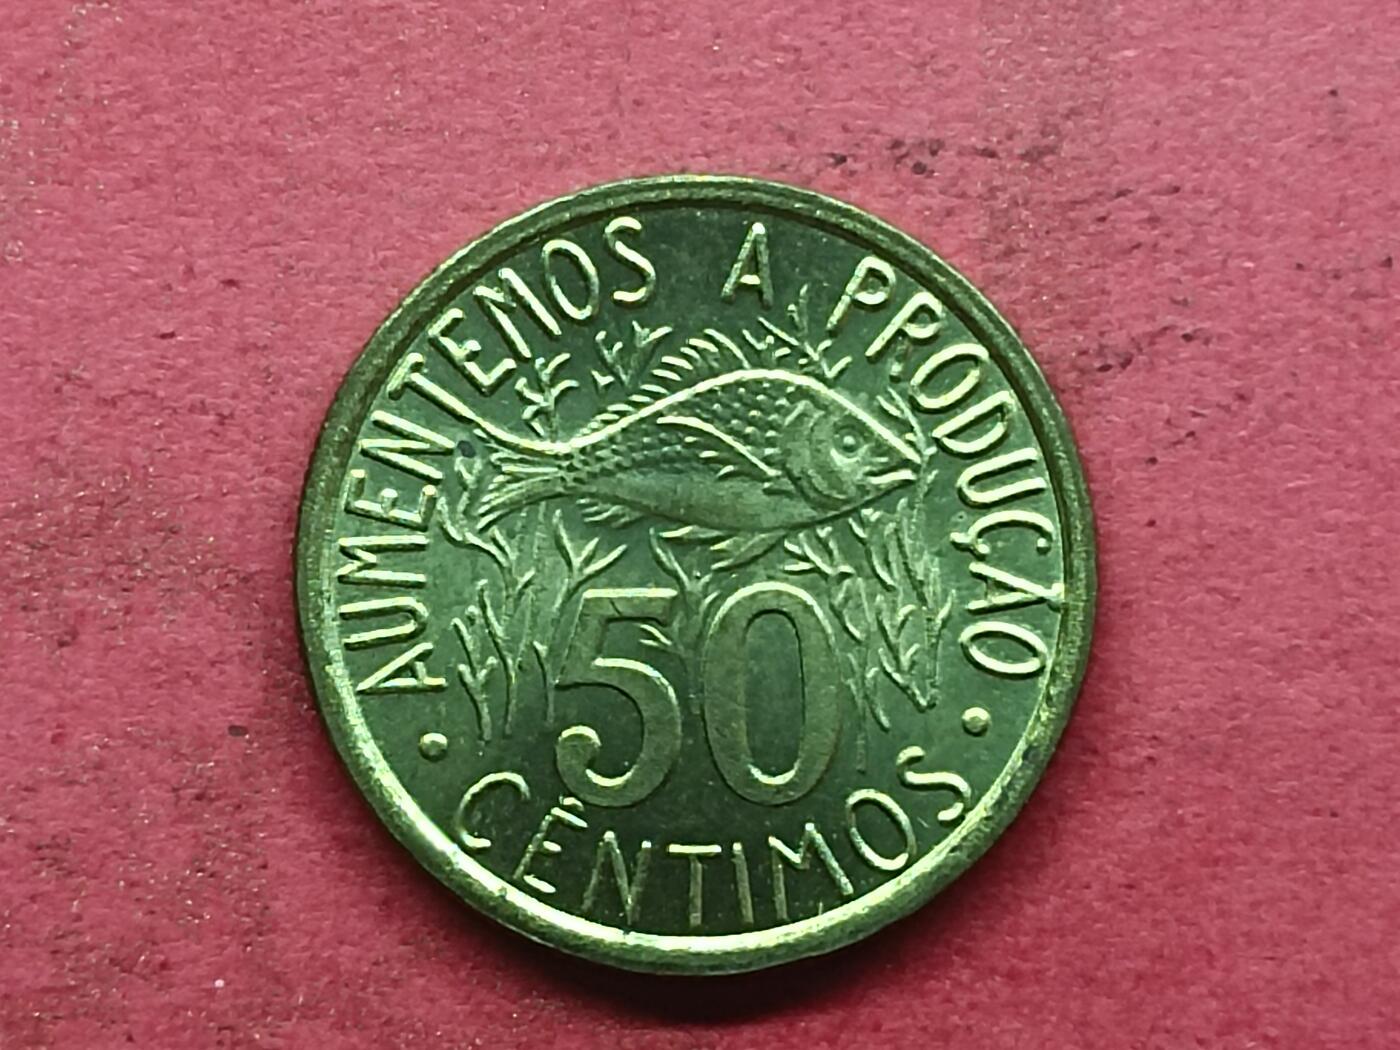 AUMENTEMOS A PRODUÇÃO
50
CÊNTIMOS